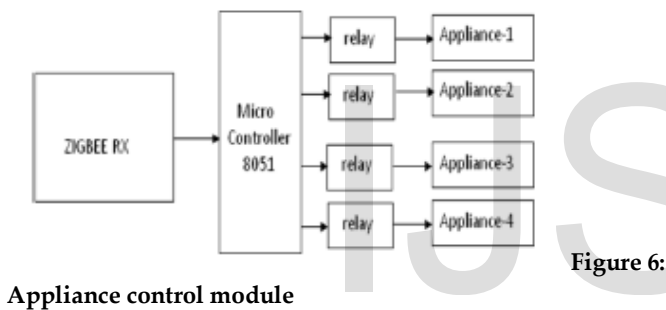 relay
Appliance-1
relay
Appliance-2
ZIGBEE RX
Micro
Controller
8051
relay
Appliance-3
relay
Appliance-4
IJS
Figure 6:
Appliance control module